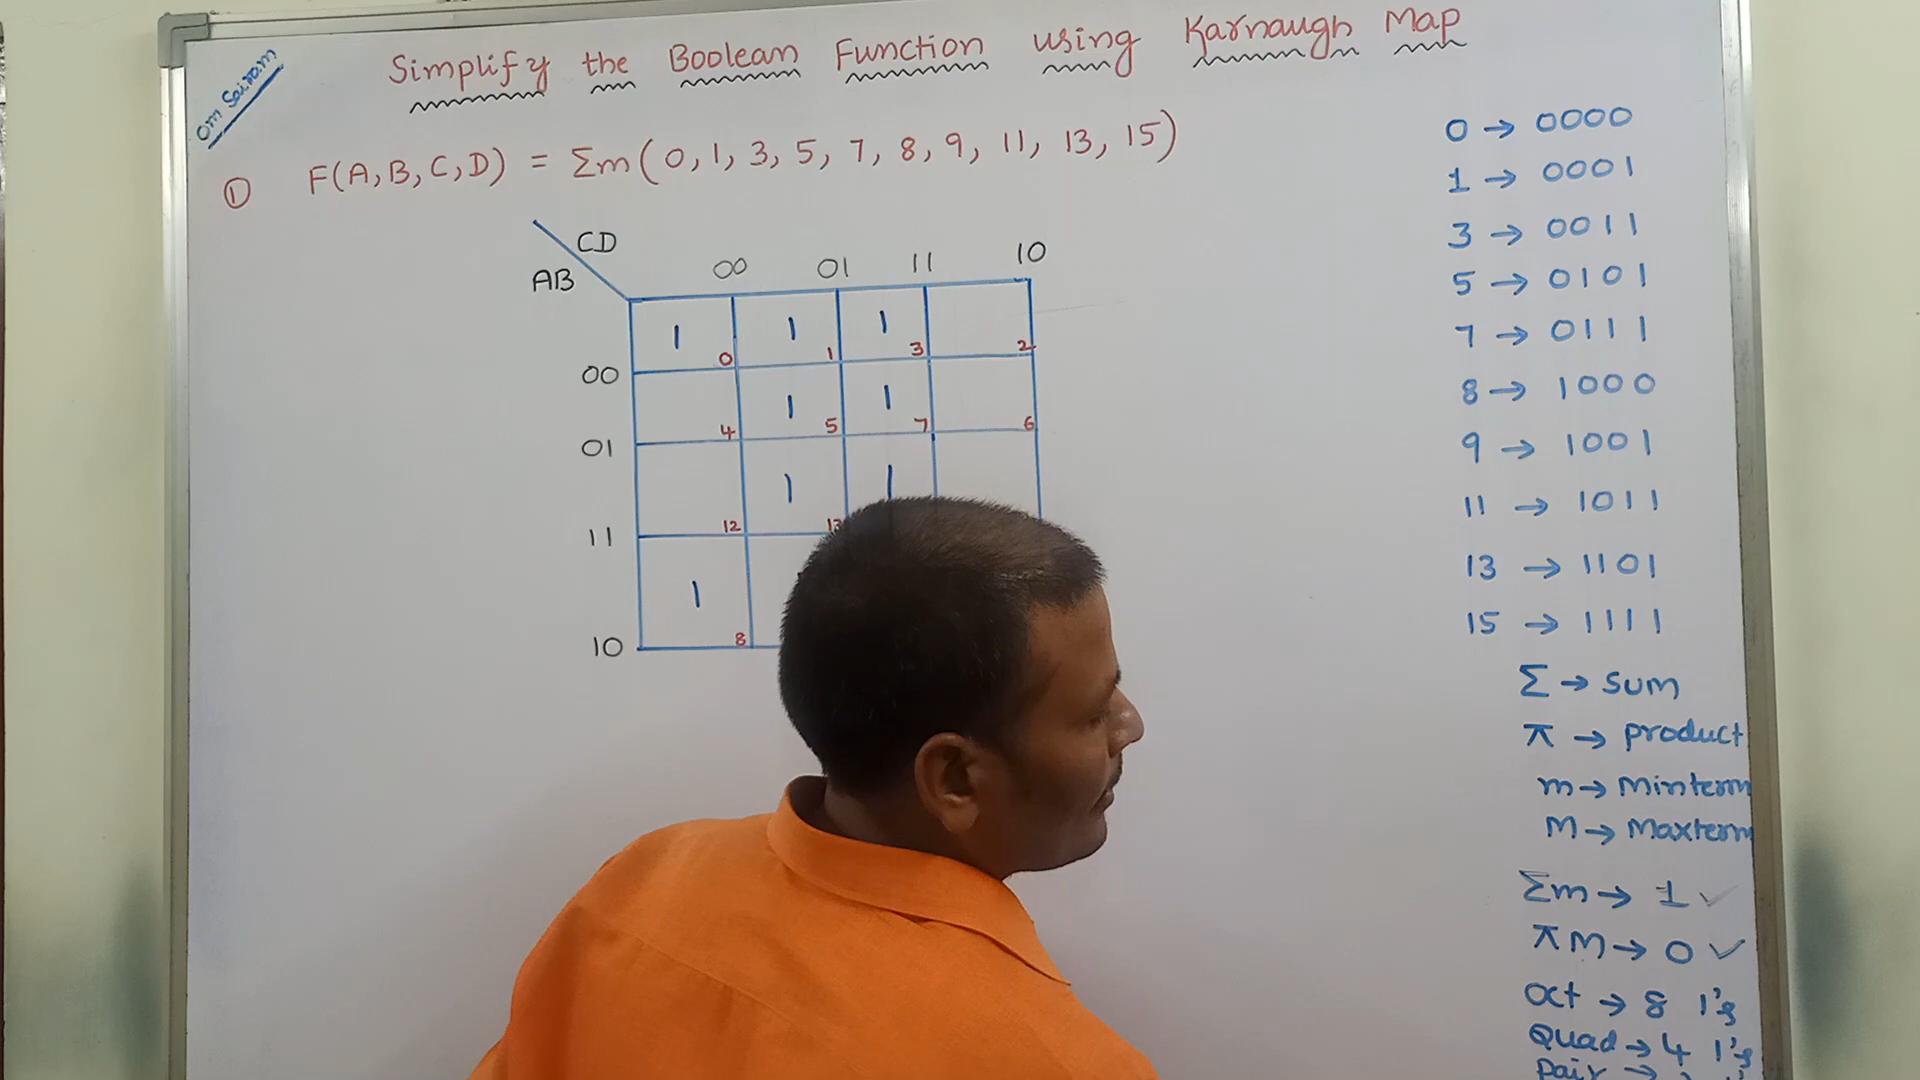 Om Sairam
Simplify the Boolean Function using Karnaugh Map
① F(A,B,C,D) = Σm(0,1,3,5,7,8,9,11,13,15)
CD
AB
00 01 11 10
1 1 1
0 1 3 2
00
1 1
4 5 7 6
01
1 1
12 13
11
1
8
10
0 → 0000
1 → 0001
3 → 0011
5 → 0101
7 → 0111
8 → 1000
9 → 1001
11 → 1011
13 → 1101
15 → 1111
Σ → sum
π → product
m → Minterm
M → Maxterm
Σm → 1 ✓
πM → 0 ✓
Oct → 8 1's
Quad → 4 1's
Pair →